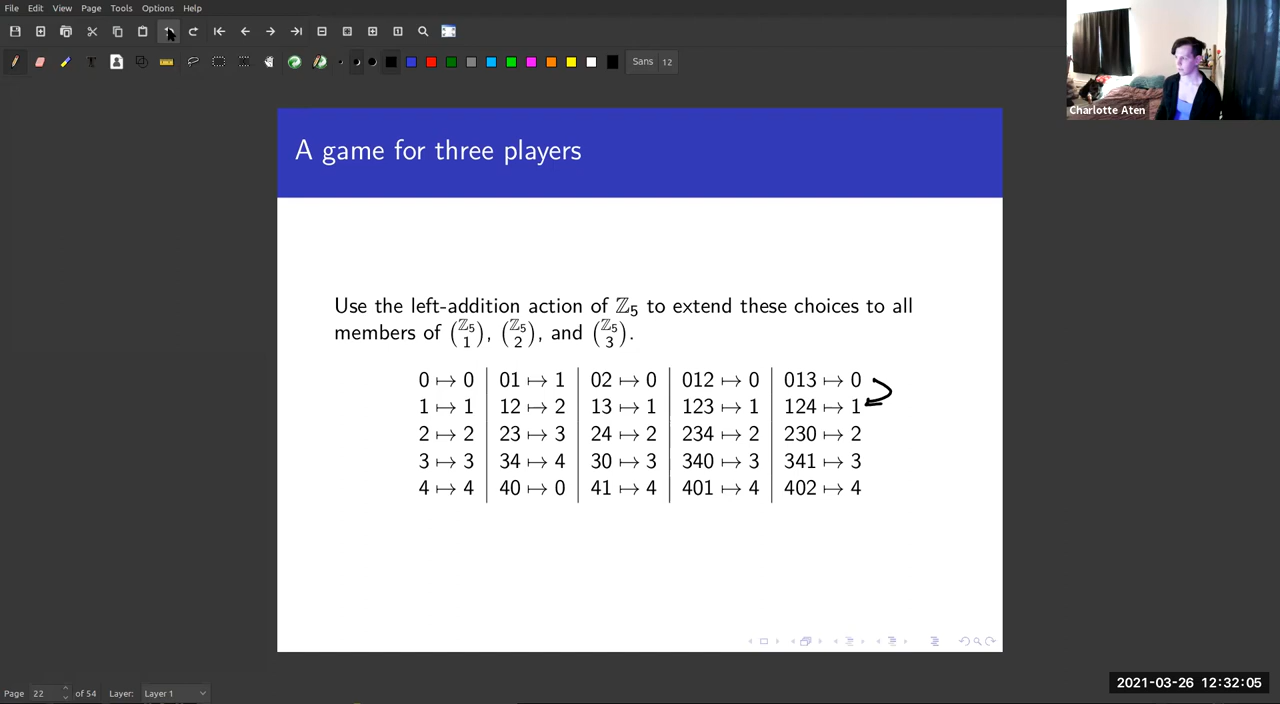 File Edit View Page Tools Options Help
Sans 12
Charlotte Aten
A game for three players
Use the left-addition action of ℤ₅ to extend these choices to all
members of (ℤ₅ 1), (ℤ₅ 2), and (ℤ₅ 3).
0 ↦ 0 | 01 ↦ 1 | 02 ↦ 0 | 012 ↦ 0 | 013 ↦ 0
1 ↦ 1 | 12 ↦ 2 | 13 ↦ 1 | 123 ↦ 1 | 124 ↦ 1
2 ↦ 2 | 23 ↦ 3 | 24 ↦ 2 | 234 ↦ 2 | 230 ↦ 2
3 ↦ 3 | 34 ↦ 4 | 30 ↦ 3 | 340 ↦ 3 | 341 ↦ 3
4 ↦ 4 | 40 ↦ 0 | 41 ↦ 4 | 401 ↦ 4 | 402 ↦ 4
Page 22 of 54 Layer: Layer 1
2021-03-26 12:32:05